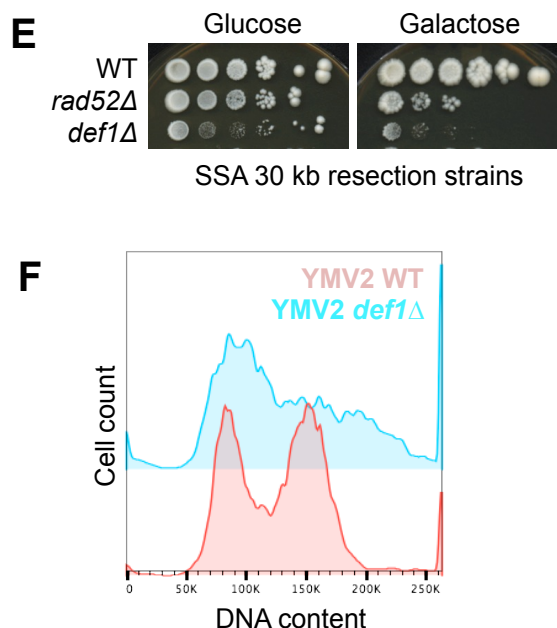 E
Glucose
Galactose
WT
rad52Δ
def1Δ
SSA 30 kb resection strains
F
YMV2 WT
YMV2 def1Δ
Cell count
0 50K 100K 150K 200K 250K
DNA content